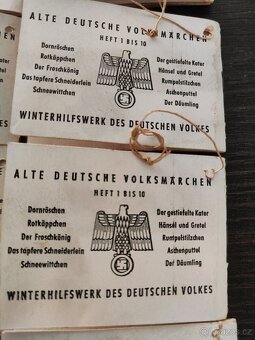 ALTE DEUTSCHE VOLKSMÄRCHEN
HEFT 1 BIS 10
Dornröschen
Rotkäppchen
Der Froschkönig
Das tapfere Schneiderlein
Schneewittchen
Der gestiefelte Kater
Hänsel und Gretel
Rumpelstilzchen
Aschenputtel
Der Däumling
WINTERHILFSWERK DES DEUTSCHEN VOLKES
ALTE DEUTSCHE VOLKSMÄRCHEN
HEFT 1 BIS 10
Dornröschen
Rotkäppchen
Der Froschkönig
Das tapfere Schneiderlein
Schneewittchen
Der gestiefelte Kater
Hänsel und Gretel
Rumpelstilzchen
Aschenputtel
Der Däumling
WINTERHILFSWERK DES DEUTSCHEN VOLKES